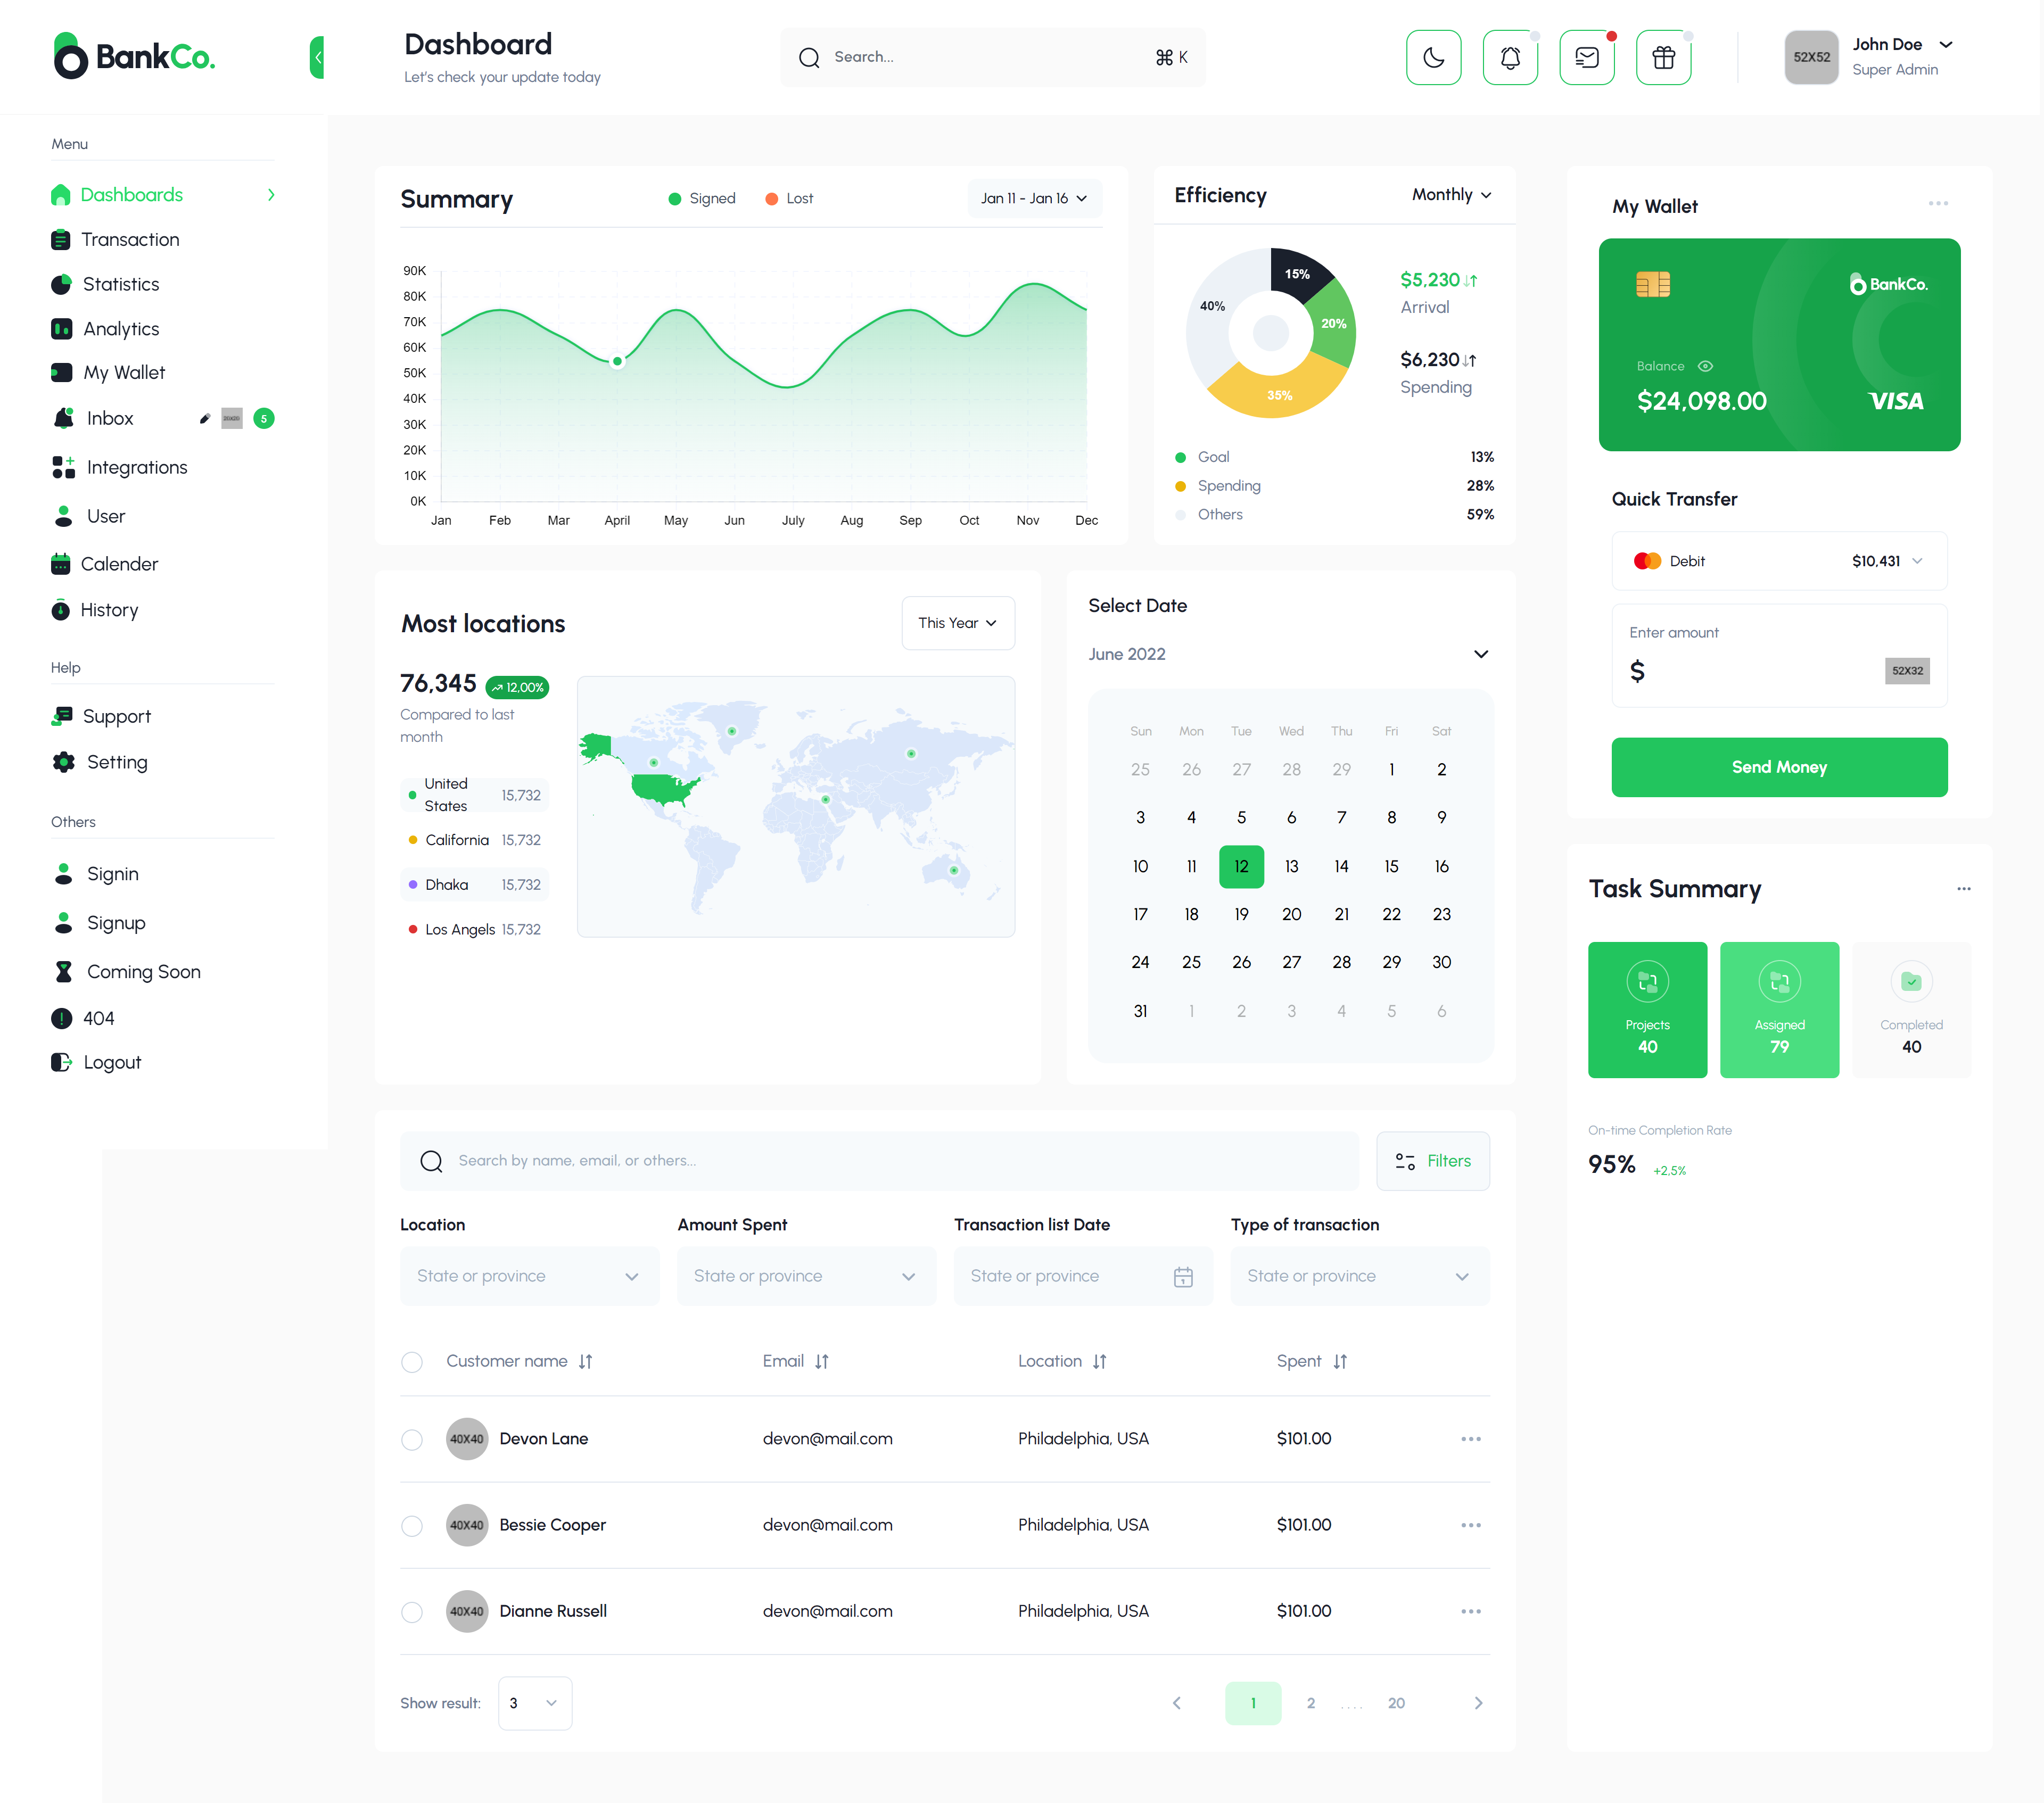 BankCo.
Dashboard
Let's check your update today
Search...
⌘ K
52X52
John Doe
Super Admin
Menu
Dashboards
Transaction
Statistics
Analytics
My Wallet
Inbox
5
Integrations
User
Calender
History
Help
Support
Setting
Others
Signin
Signup
Coming Soon
404
Logout
Summary
Signed
Lost
Jan 11 - Jan 16
90K
80K
70K
60K
50K
40K
30K
20K
10K
0K
Jan Feb Mar April May Jun July Aug Sep Oct Nov Dec
Efficiency
Monthly
15%
20%
35%
40%
$5,230
Arrival
$6,230
Spending
Goal 13%
Spending 28%
Others 59%
My Wallet
BankCo.
Balance
$24,098.00
VISA
Quick Transfer
Debit $10,431
Enter amount
$
52X32
Send Money
Most locations
This Year
76,345
12,00%
Compared to last
month
United
States
15,732
California 15,732
Dhaka 15,732
Los Angels 15,732
Select Date
June 2022
Sun Mon Tue Wed Thu Fri Sat
25 26 27 28 29 1 2
3 4 5 6 7 8 9
10 11 12 13 14 15 16
17 18 19 20 21 22 23
24 25 26 27 28 29 30
31 1 2 3 4 5 6
Task Summary
Projects
40
Assigned
79
Completed
40
On-time Completion Rate
95% +2.5%
Search by name, email, or others...
Filters
Location
State or province
Amount Spent
State or province
Transaction list Date
State or province
1
Type of transaction
State or province
Customer name Email Location Spent
40X40 Devon Lane devon@mail.com Philadelphia, USA $101.00
40X40 Bessie Cooper devon@mail.com Philadelphia, USA $101.00
40X40 Dianne Russell devon@mail.com Philadelphia, USA $101.00
Show result: 3
1 2 .... 20